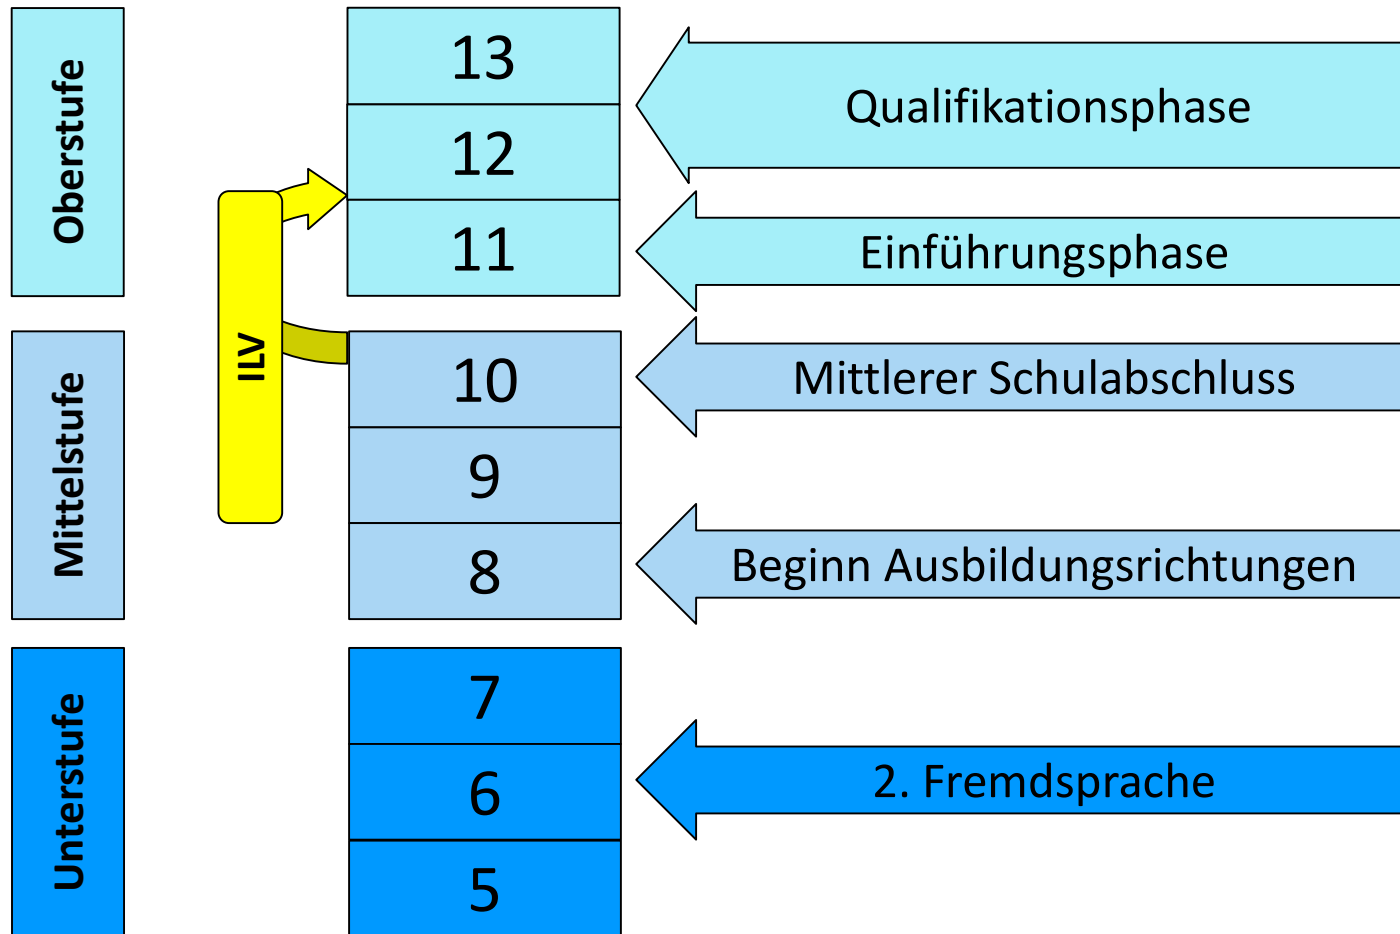 Oberstufe
13
12
11
Qualifikationsphase
Einführungsphase
ILV
Mittelstufe
10
9
8
Mittlerer Schulabschluss
Beginn Ausbildungsrichtungen
Unterstufe
7
6
5
2. Fremdsprache